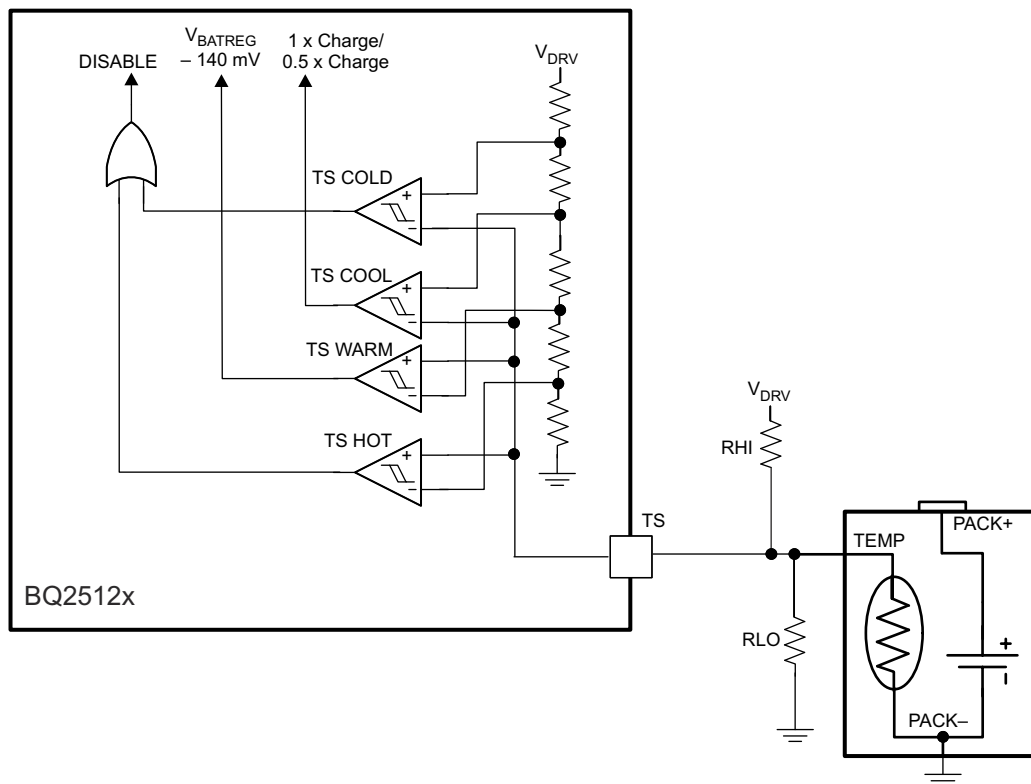 DISABLE
V_BATREG
– 140 mV
1 x Charge/
0.5 x Charge
V_DRV
TS COLD
+
–
TS COOL
+
–
TS WARM
+
–
TS HOT
+
–
BQ2512x
TS
V_DRV
RHI
RLO
TEMP
PACK+
+
–
PACK–